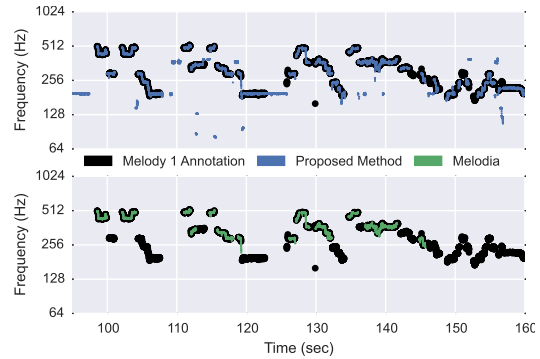 1024
512
256
128
64
Frequency (Hz)
Melody 1 Annotation Proposed Method Melodia
1024
512
256
128
64
Frequency (Hz)
100 110 120 130 140 150 160
Time (sec)